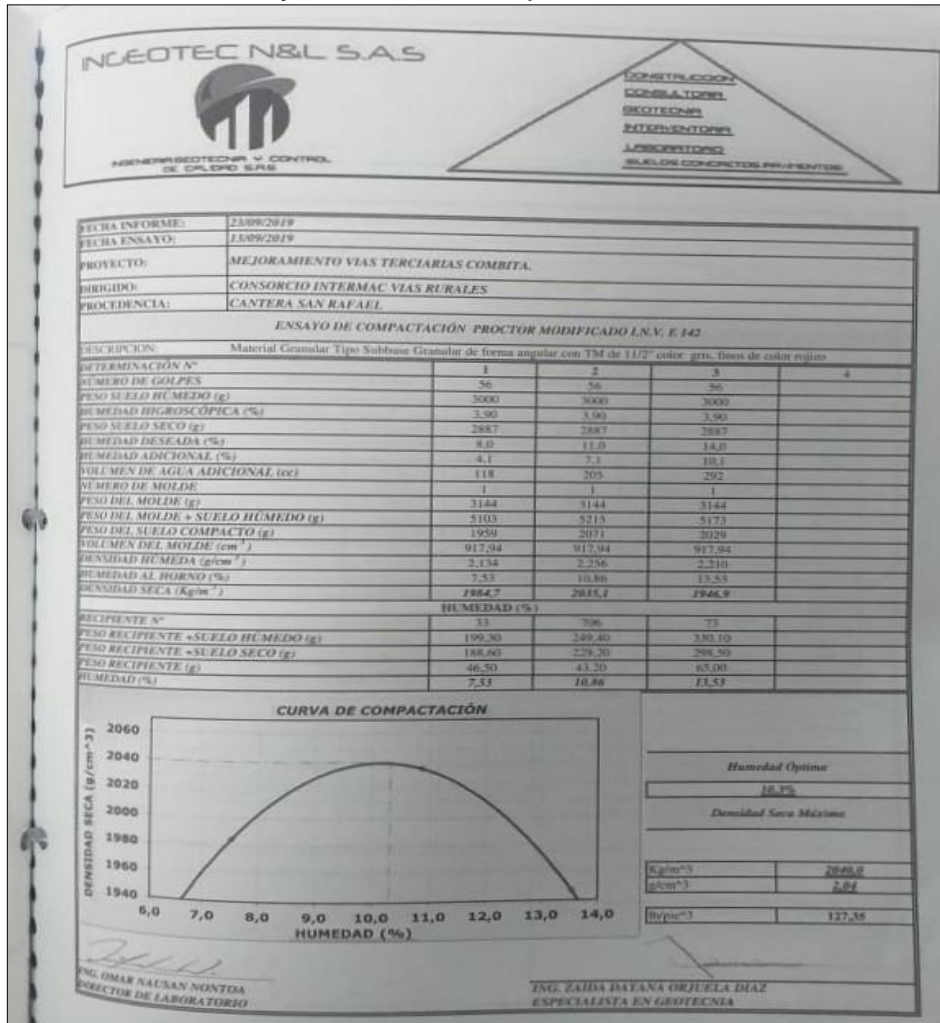 INGEOTEC N&L S.A.S
INGENIERIA GEOTECNIA Y CONTROL
DE CALIDAD S.A.S
CONSTRUCCION
CONSULTORIA
GEOTECNIA
INTERVENTORIA
LABORATORIO
SUELOS CONCRETOS PAVIMENTOS
FECHA INFORME: 23/09/2019
FECHA ENSAYO: 13/09/2019
PROYECTO: MEJORAMIENTO VIAS TERCIARIAS COMBITA.
DIRIGIDO: CONSORCIO INTERMAC VIAS RURALES
PROCEDENCIA: CANTERA SAN RAFAEL
ENSAYO DE COMPACTACIÓN PROCTOR MODIFICADO I.N.V. E 142
DESCRIPCION: Material Granular Tipo Subbase Granular de forma angular con TM de 11/2" color gris, finos de color rojizo
DETERMINACIÓN Nº 1 2 3 4
NÚMERO DE GOLPES 56 56 56
PESO SUELO HÚMEDO (g) 3000 3000 3000
HUMEDAD HIGROSCÓPICA (%) 3,90 3,90 3,90
PESO SUELO SECO (g) 2887 2887 2887
HUMEDAD DESEADA (%) 8,0 11,0 14,0
HUMEDAD ADICIONAL (%) 4,1 7,1 10,1
VOLUMEN DE AGUA ADICIONAL (cc) 118 205 292
NÚMERO DE MOLDE 1 1 1
PESO DEL MOLDE (g) 3144 3144 3144
PESO DEL MOLDE + SUELO HÚMEDO (g) 5103 5215 5173
PESO DEL SUELO COMPACTO (g) 1959 2071 2029
VOLUMEN DEL MOLDE (cm³) 917,94 917,94 917,94
DENSIDAD HÚMEDA (g/cm³) 2,134 2,256 2,210
HUMEDAD AL HORNO (%) 7,53 10,86 13,53
DENSIDAD SECA (Kg/m³) 1984,7 2035,1 1946,9
HUMEDAD (%)
RECIPIENTE Nº 33 706 73
PESO RECIPIENTE +SUELO HÚMEDO (g) 199,30 249,40 330,10
PESO RECIPIENTE +SUELO SECO (g) 188,60 229,20 298,50
PESO RECIPIENTE (g) 46,50 43,20 65,00
HUMEDAD (%) 7,53 10,86 13,53
CURVA DE COMPACTACIÓN
DENSIDAD SECA (g/cm^3)
2060
2040
2020
2000
1980
1960
1940
6,0 7,0 8,0 9,0 10,0 11,0 12,0 13,0 14,0
HUMEDAD (%)
Humedad Óptima
10,3%
Densidad Seca Máxima
Kg/m^3 2040,0
g/cm^3 2,04
lb/pie^3 127,35
ING. OMAR NAUSAN NONTOA
DIRECTOR DE LABORATORIO
ING. ZAIDA DAYANA ORJUELA DIAZ
ESPECIALISTA EN GEOTECNIA